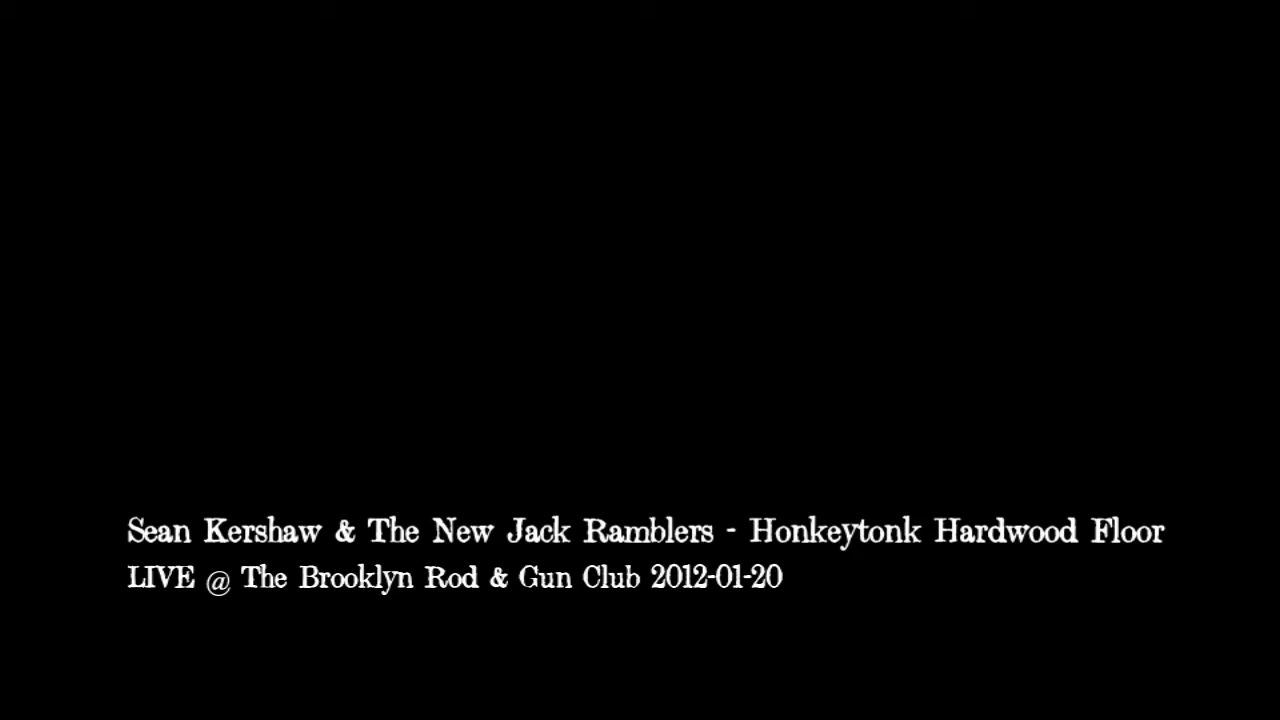 Sean Kershaw & The New Jack Ramblers - Honkeytonk Hardwood Floor
LIVE @ The Brooklyn Rod & Gun Club 2012-01-20